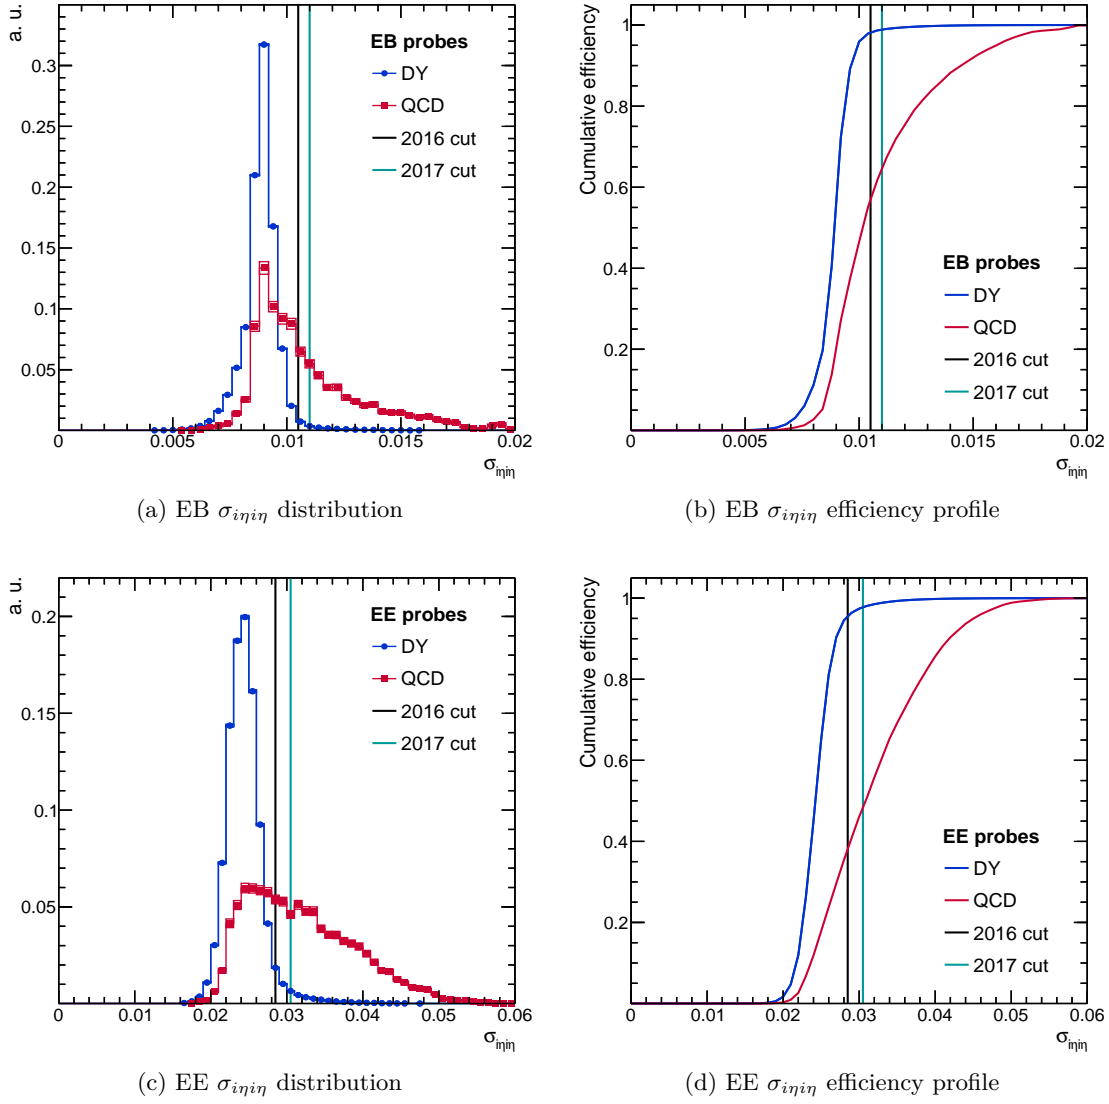 a. u.
0.3
0.25
0.2
0.15
0.1
0.05
0 0.005 0.01 0.015 0.02
σ_iηiη
EB probes
DY
QCD
2016 cut
2017 cut
(a) EB σ_iηiη distribution
Cumulative efficiency
1
0.8
0.6
0.4
0.2
0.005 0.01 0.015 0.02
σ_iηiη
EB probes
DY
QCD
2016 cut
2017 cut
(b) EB σ_iηiη efficiency profile
a. u.
0.2
0.15
0.1
0.05
0 0.01 0.02 0.03 0.04 0.05 0.06
σ_iηiη
EE probes
DY
QCD
2016 cut
2017 cut
(c) EE σ_iηiη distribution
Cumulative efficiency
1
0.8
0.6
0.4
0.2
0 0.01 0.02 0.03 0.04 0.05 0.06
σ_iηiη
EE probes
DY
QCD
2016 cut
2017 cut
(d) EE σ_iηiη efficiency profile